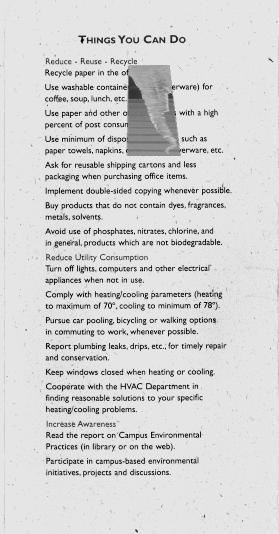 THINGS YOU CAN DO
Reduce - Reuse - Recycle
Recycle paper in the of
Use washable containe erware) for
coffee, soup, lunch, etc.
Use paper and other o s with a high
percent of post consun
Use minimum of dispo such as
paper towels, napkins, verware, etc.
Ask for reusable shipping cartons and less
packaging when purchasing office items.
Implement double-sided copying whenever possible.
Buy products that do not contain dyes, fragrances,
metals, solvents.
Avoid use of phosphates, nitrates, chlorine, and
in general, products which are not biodegradable.
Reduce Utility Consumption
Turn off lights, computers and other electrical
appliances when not in use.
Comply with heating/cooling parameters (heating
to maximum of 70°, cooling to minimum of 78°).
Pursue car pooling, bicycling or walking options
in commuting to work, whenever possible.
Report plumbing leaks, drips, etc., for timely repair
and conservation.
Keep windows closed when heating or cooling.
Cooperate with the HVAC Department in
finding reasonable solutions to your specific
heating/cooling problems.
Increase Awareness
Read the report on Campus Environmental
Practices (in library or on the web).
Participate in campus-based environmental
initiatives, projects and discussions.